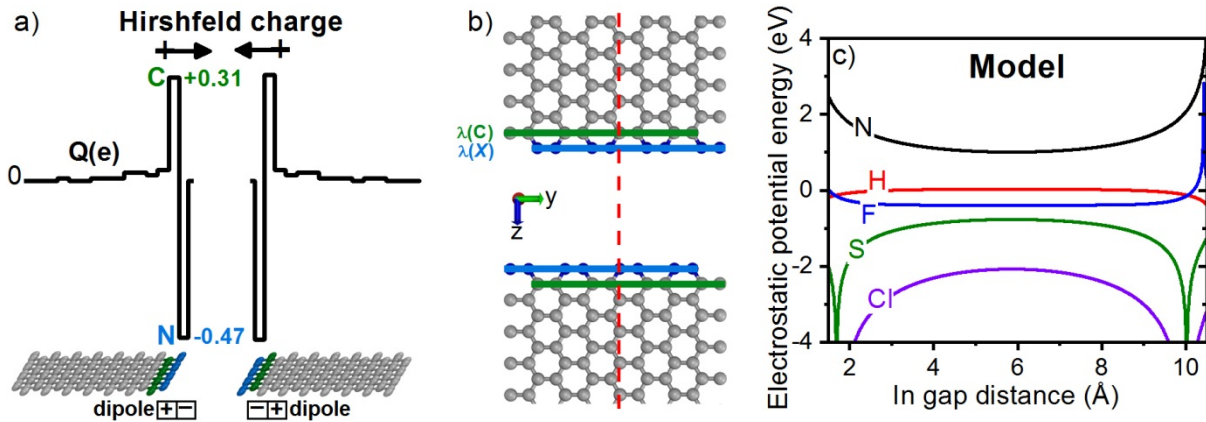 a)
Hirshfeld charge
C +0.31
Q(e)
0
N -0.47
dipole + −
− + dipole
b)
λ(C)
λ(X)
y
z
c)
Model
Electrostatic potential energy (eV)
4
2
0
-2
-4
N
H
F
S
Cl
2 4 6 8 10
In gap distance (Å)